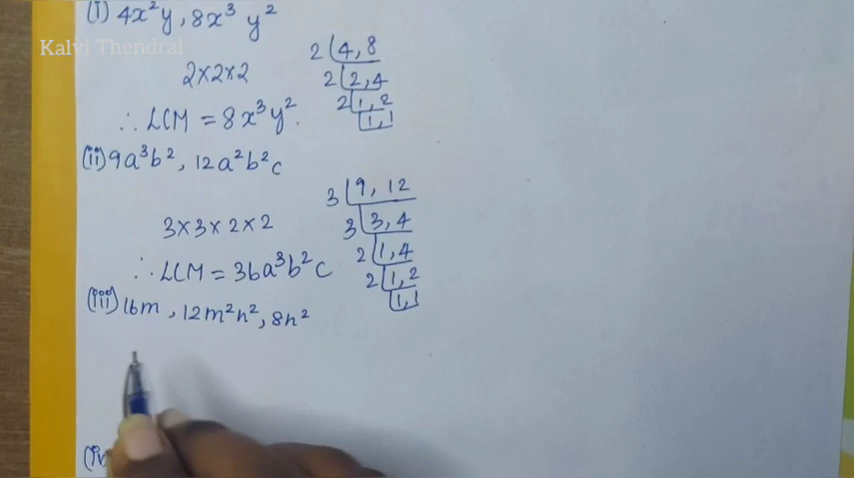 (i) 4x²y, 8x³ y²
Kalvi Thendral
2 | 4, 8
2×2×2
2 | 2, 4
2 | 1, 2
1, 1
∴ LCM = 8x³y².
(ii) 9a³b², 12a²b²c
3 | 9, 12
3×3×2×2
3 | 3, 4
2 | 1, 4
∴ LCM = 36a³b²c
2 | 1, 2
1, 1
(iii) 16m, 12m²n², 8n²